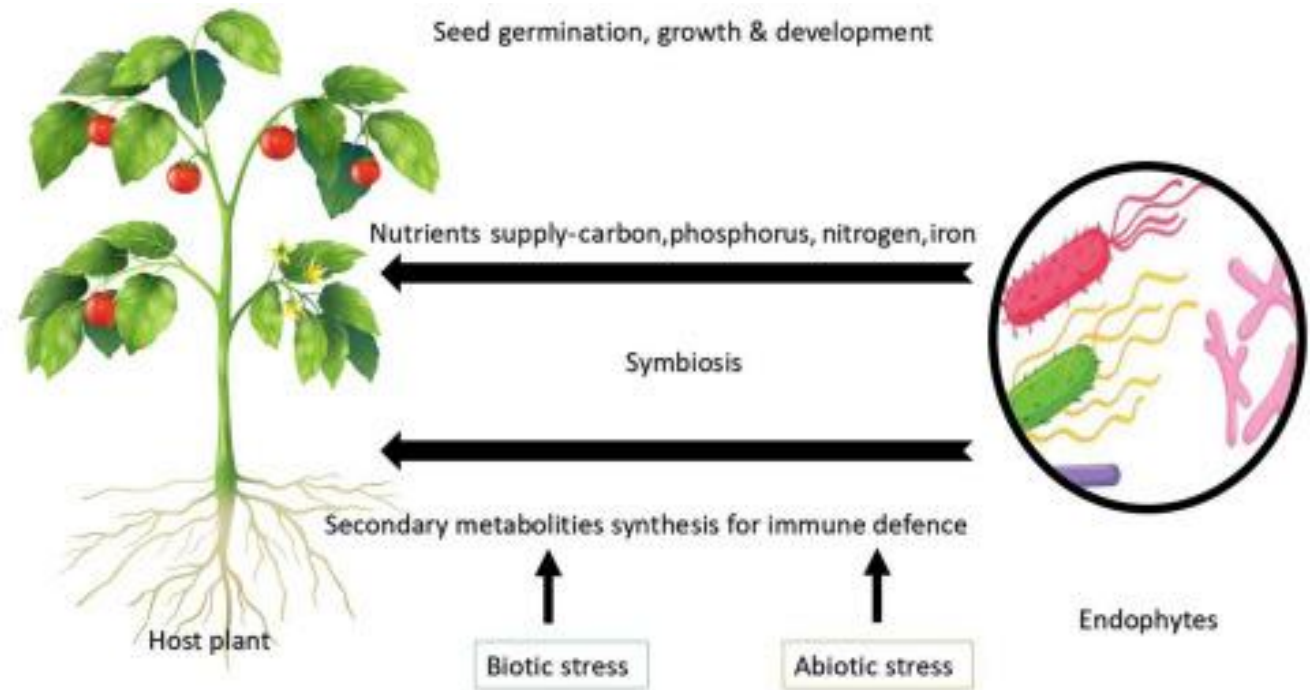 Seed germination, growth & development
Nutrients supply-carbon,phosphorus, nitrogen,iron
Symbiosis
Secondary metabolities synthesis for immune defence
Host plant
Endophytes
Biotic stress
Abiotic stress